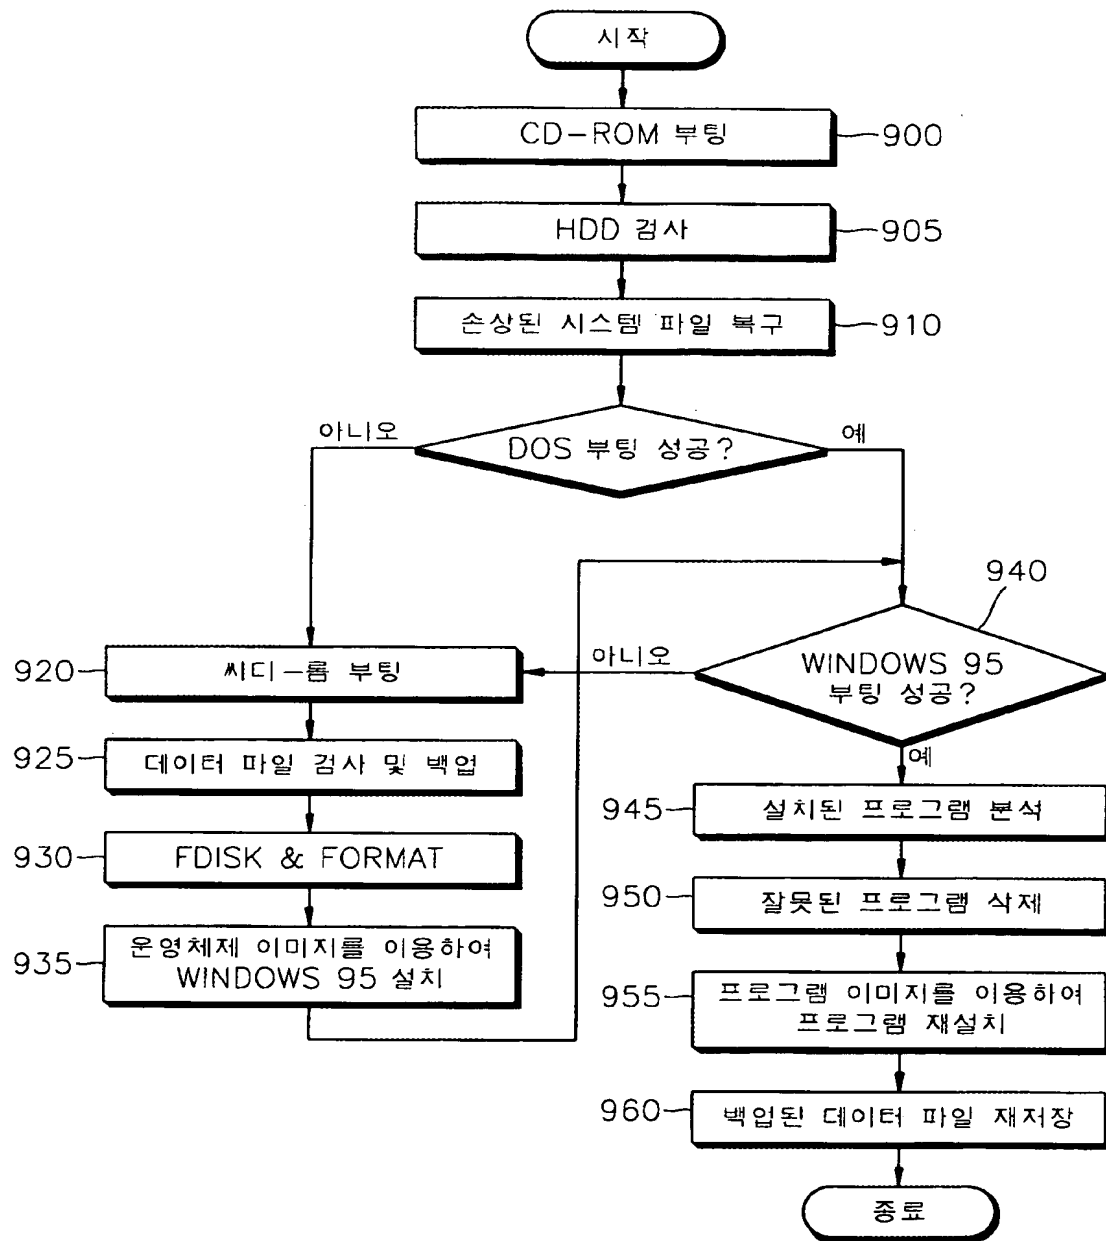 시작
CD-ROM 부팅
900
HDD 검사
905
손상된 시스템 파일 복구
910
아니오
DOS 부팅 성공?
예
940
920
씨디-롬 부팅
아니오
WINDOWS 95
부팅 성공?
예
925
데이터 파일 검사 및 백업
930
FDISK & FORMAT
935
운영체제 이미지를 이용하여
WINDOWS 95 설치
945
설치된 프로그램 분석
950
잘못된 프로그램 삭제
955
프로그램 이미지를 이용하여
프로그램 재설치
960
백업된 데이터 파일 재저장
종료